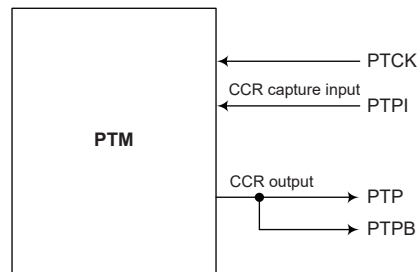 PTCK
CCR capture input
PTPI
PTM
CCR output
PTP
PTPB